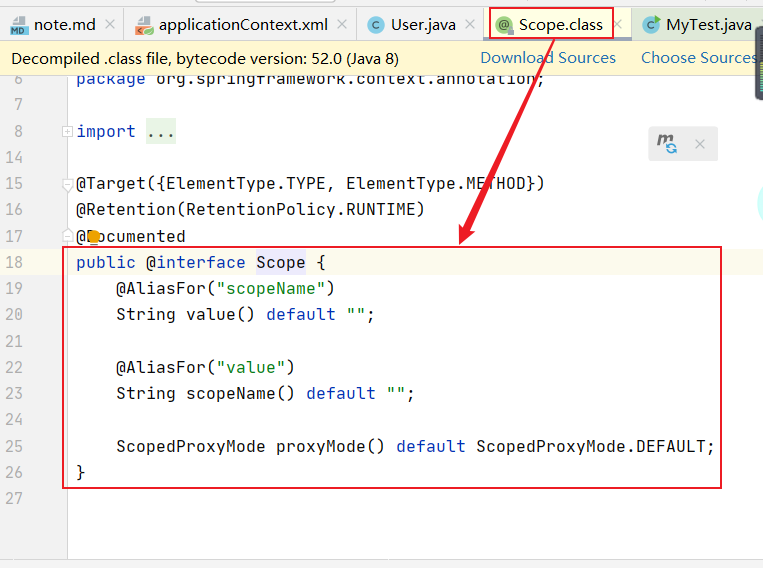 note.md
applicationContext.xml
User.java
Scope.class
MyTest.java
Decompiled .class file, bytecode version: 52.0 (Java 8)
Download Sources
Choose Sources
6 package org.springframework.context.annotation;
7
8 import ...
14
15 @Target({ElementType.TYPE, ElementType.METHOD})
16 @Retention(RetentionPolicy.RUNTIME)
17 @Documented
18 public @interface Scope {
19 @AliasFor("scopeName")
20 String value() default "";
21
22 @AliasFor("value")
23 String scopeName() default "";
24
25 ScopedProxyMode proxyMode() default ScopedProxyMode.DEFAULT;
26 }
27